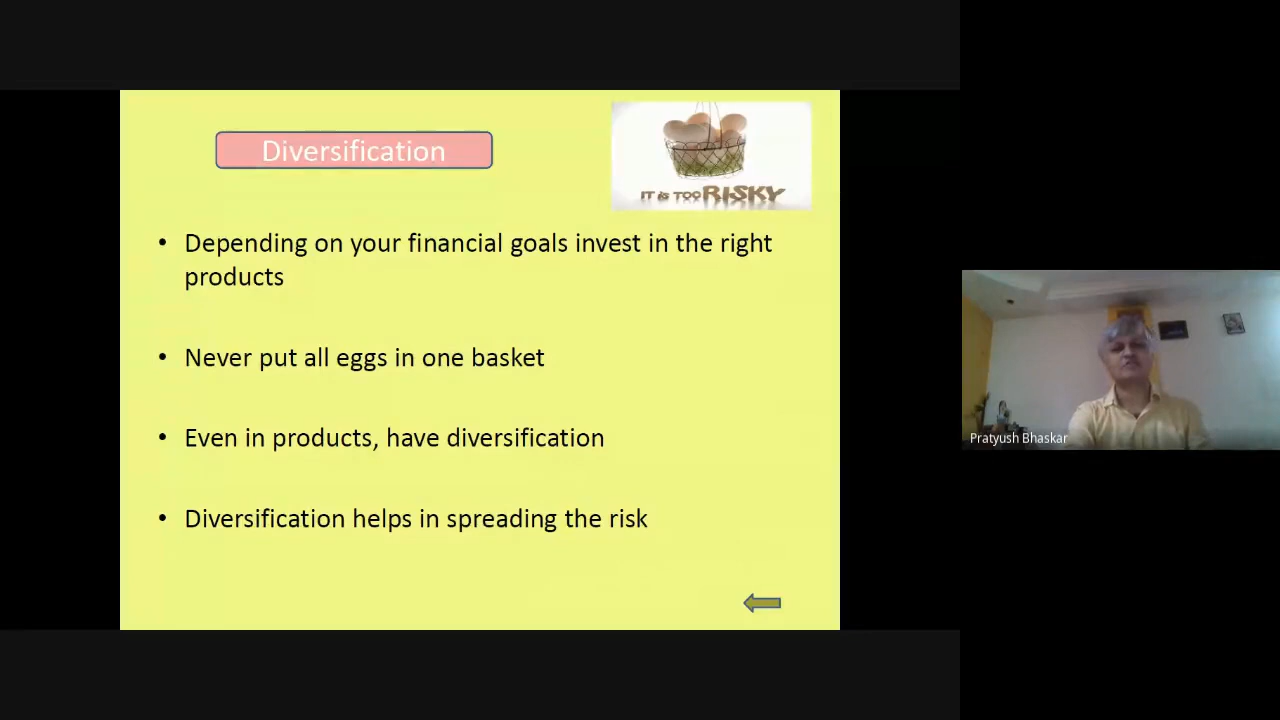 Diversification
IT is TOO RISKY
• Depending on your financial goals invest in the right
products
• Never put all eggs in one basket
• Even in products, have diversification
• Diversification helps in spreading the risk
Pratyush Bhaskar